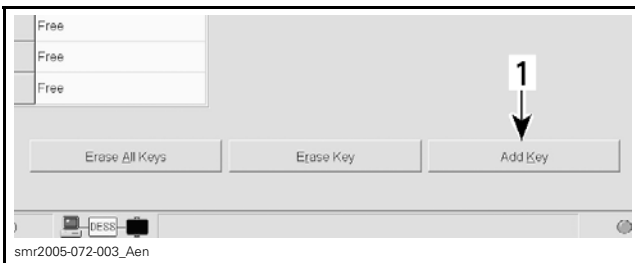 Free
Free
Free
1
Erase All Keys
Erase Key
Add Key
DESS
smr2005-072-003_Aen